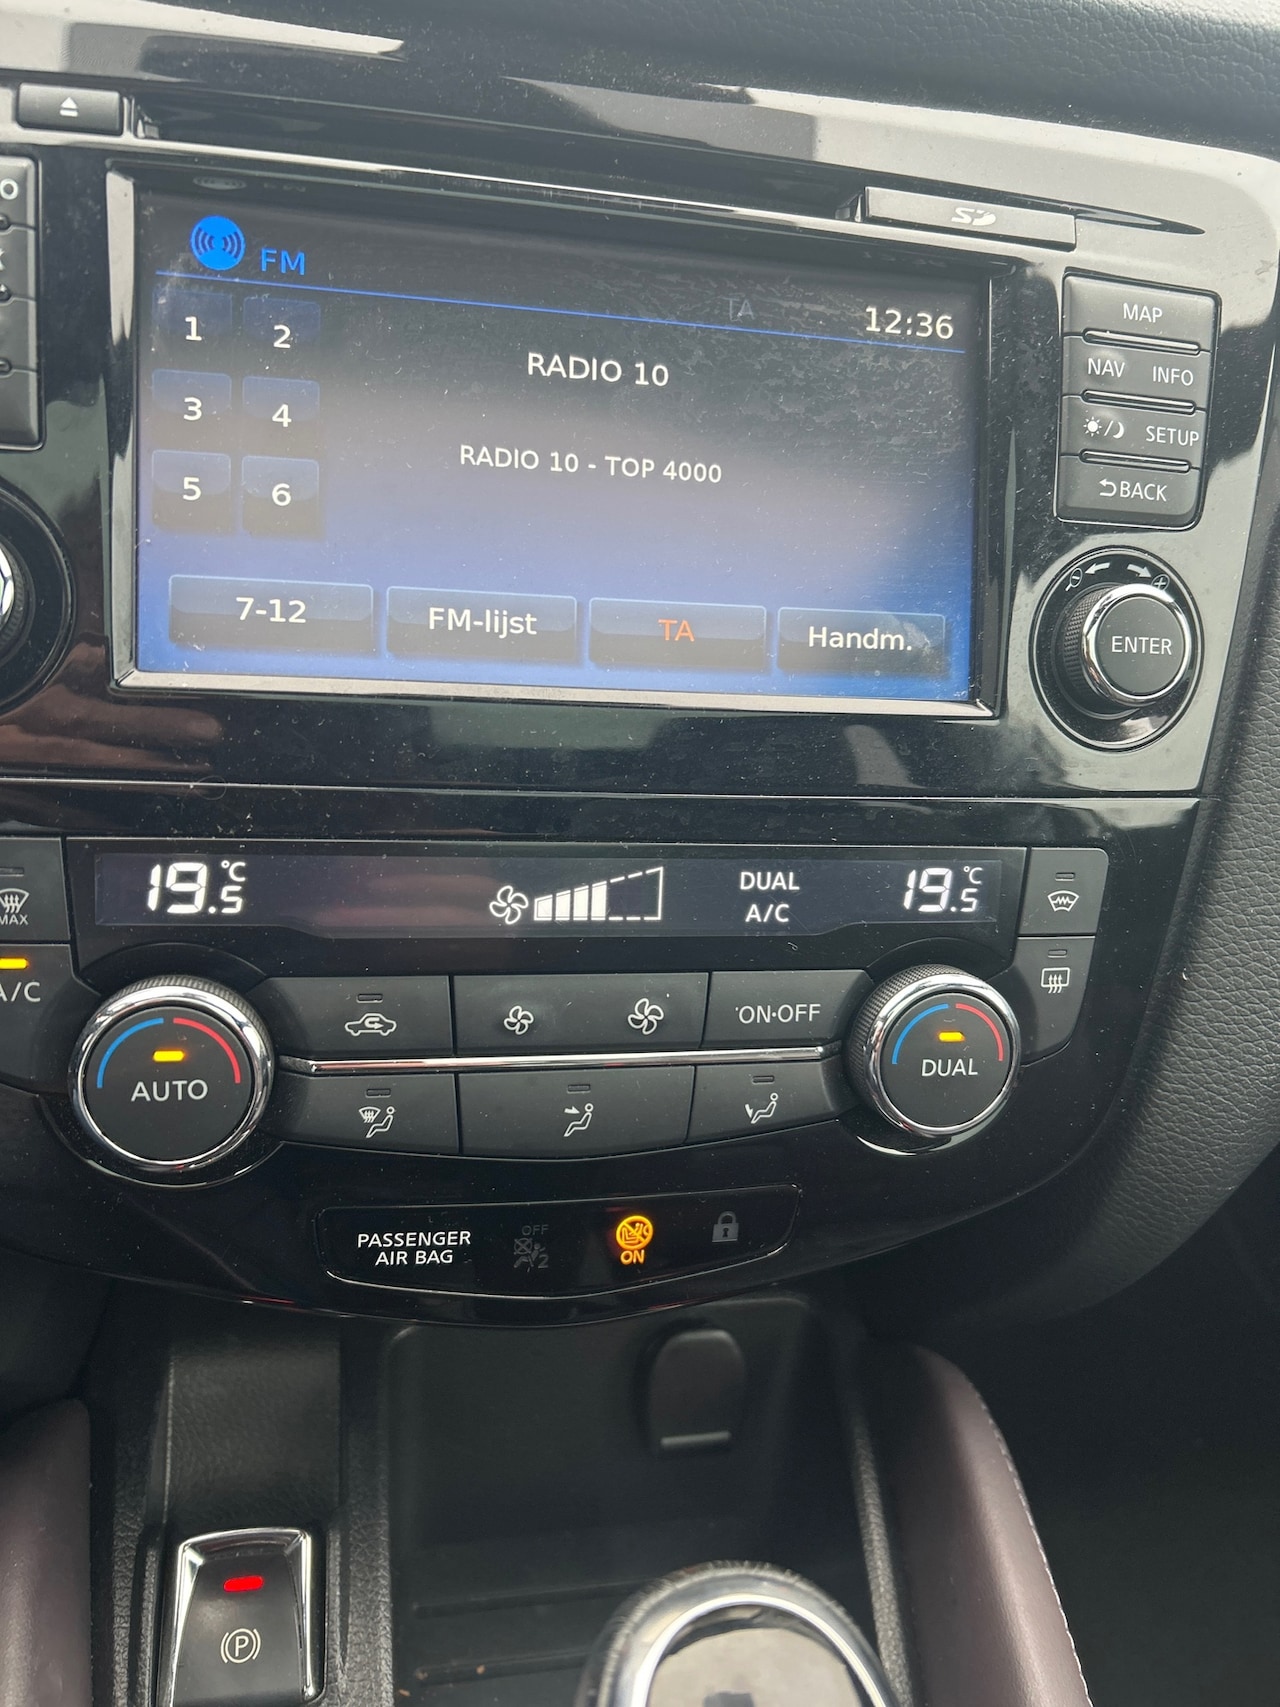 FM
TA
12:36
1 2
3 4
5 6
RADIO 10
RADIO 10 - TOP 4000
7-12 FM-lijst TA Handm.
SD
MAP
NAV INFO
SETUP
BACK
ENTER
19.5 °C
DUAL
A/C
19.5 °C
MAX
A/C
AUTO
ON·OFF
DUAL
PASSENGER
AIR BAG
OFF
2
ON
P